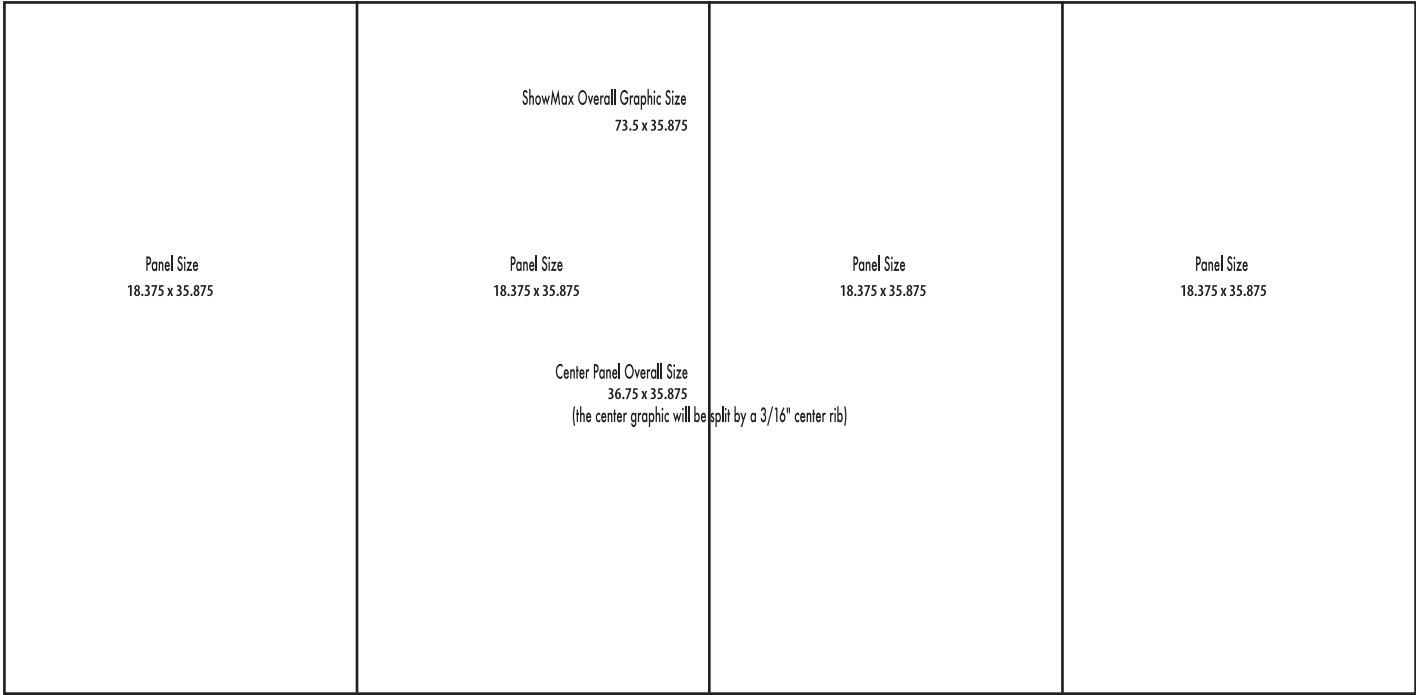 ShowMax Overall Graphic Size
73.5 x 35.875
Panel Size
18.375 x 35.875
Panel Size
18.375 x 35.875
Panel Size
18.375 x 35.875
Panel Size
18.375 x 35.875
Center Panel Overall Size
36.75 x 35.875
(the center graphic will be split by a 3/16" center rib)